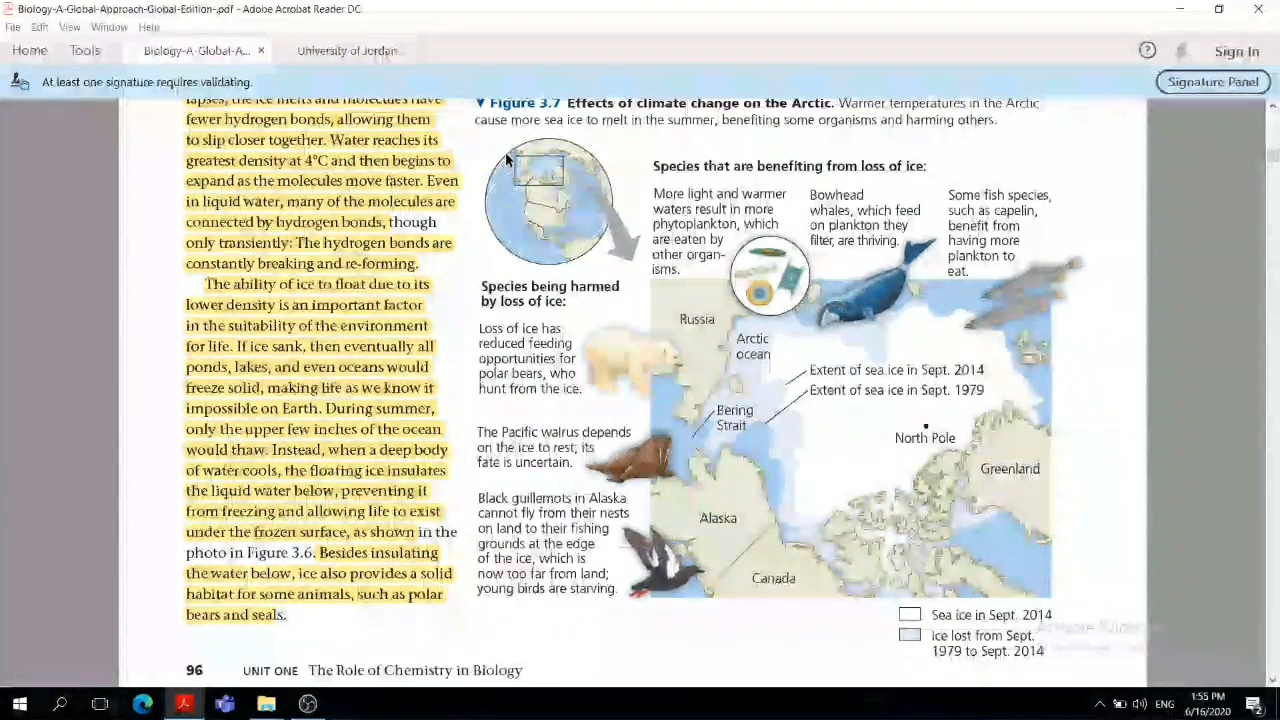 Biology-A-Global-Approach-Global-Edition-.pdf - Adobe Acrobat Reader DC
File Edit View Window Help
Home Tools Biology-A-Global-A... × University of Jordan Sign In
At least one signature requires validating. Signature Panel
lapses, the ice melts and molecules have
fewer hydrogen bonds, allowing them
to slip closer together. Water reaches its
greatest density at 4°C and then begins to
expand as the molecules move faster. Even
in liquid water, many of the molecules are
connected by hydrogen bonds, though
only transiently: The hydrogen bonds are
constantly breaking and re-forming.
The ability of ice to float due to its
lower density is an important factor
in the suitability of the environment
for life. If ice sank, then eventually all
ponds, lakes, and even oceans would
freeze solid, making life as we know it
impossible on Earth. During summer,
only the upper few inches of the ocean
would thaw. Instead, when a deep body
of water cools, the floating ice insulates
the liquid water below, preventing it
from freezing and allowing life to exist
under the frozen surface, as shown in the
photo in Figure 3.6. Besides insulating
the water below, ice also provides a solid
habitat for some animals, such as polar
bears and seals.
▼ Figure 3.7 Effects of climate change on the Arctic. Warmer temperatures in the Arctic
cause more sea ice to melt in the summer, benefiting some organisms and harming others.
Species that are benefiting from loss of ice:
More light and warmer
waters result in more
phytoplankton, which
are eaten by
other organ-
isms.
Bowhead
whales, which feed
on plankton they
filter, are thriving.
Some fish species,
such as capelin,
benefit from
having more
plankton to
eat.
Species being harmed
by loss of ice:
Loss of ice has
reduced feeding
opportunities for
polar bears, who
hunt from the ice.
The Pacific walrus depends
on the ice to rest; its
fate is uncertain.
Black guillemots in Alaska
cannot fly from their nests
on land to their fishing
grounds at the edge
of the ice, which is
now too far from land;
young birds are starving.
Russia
Arctic
ocean
Extent of sea ice in Sept. 2014
Extent of sea ice in Sept. 1979
Bering
Strait
North Pole
Greenland
Alaska
Canada
Sea ice in Sept. 2014
Ice lost from Sept.
1979 to Sept. 2014
96 UNIT ONE The Role of Chemistry in Biology
ENG 1:55 PM
6/16/2020